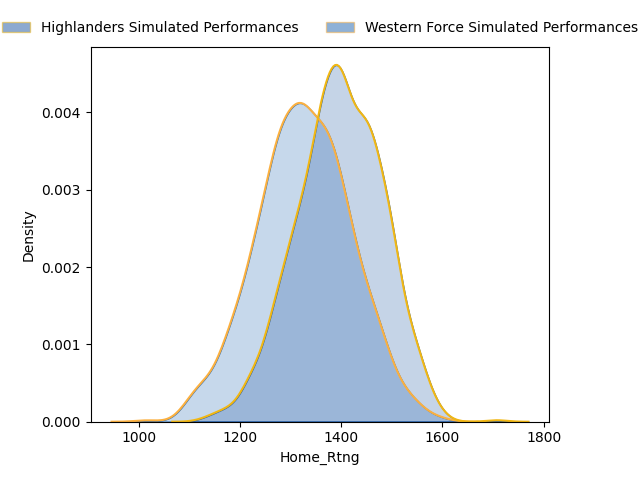 Highlanders Simulated Performances Western Force Simulated Performances
0.004
0.003
0.002
0.001
0.000
Density
1000 1200 1400 1600 1800
Home_Rtng